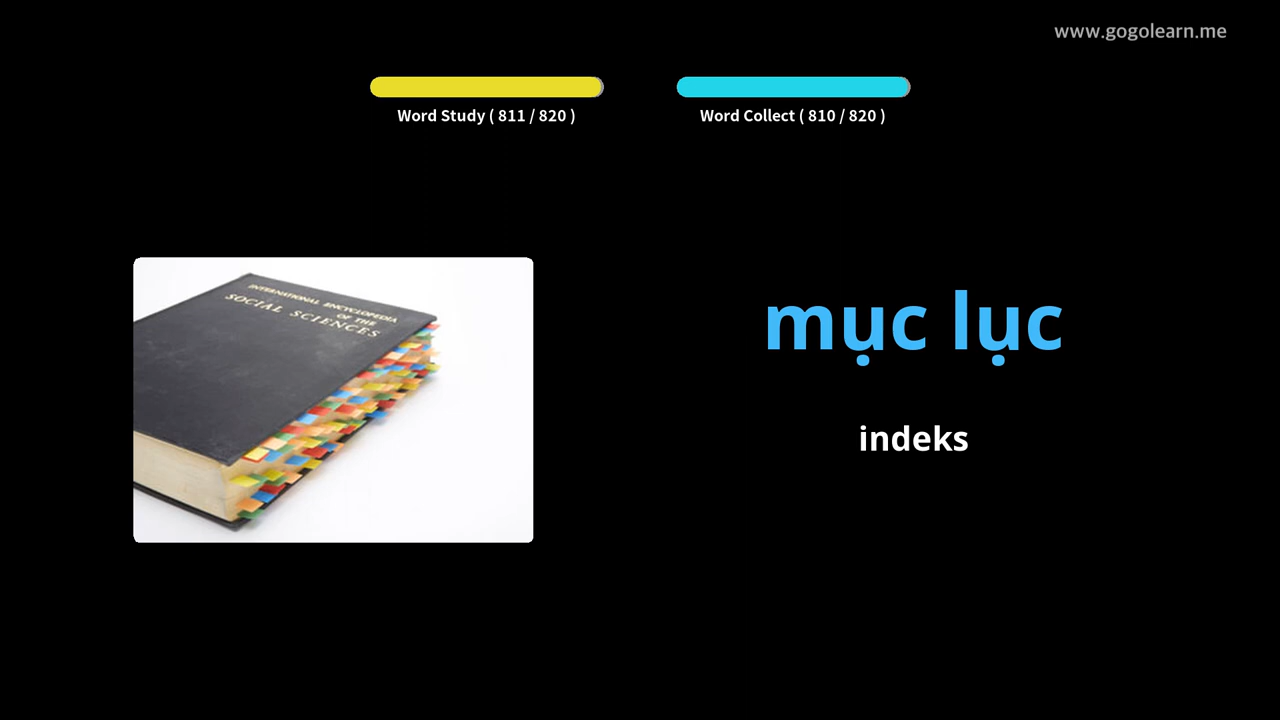 www.gogolearn.me
Word Study ( 811 / 820 )
Word Collect ( 810 / 820 )
INTERNATIONAL ENCYCLOPEDIA
OF THE
SOCIAL SCIENCES
mục lục
indeks